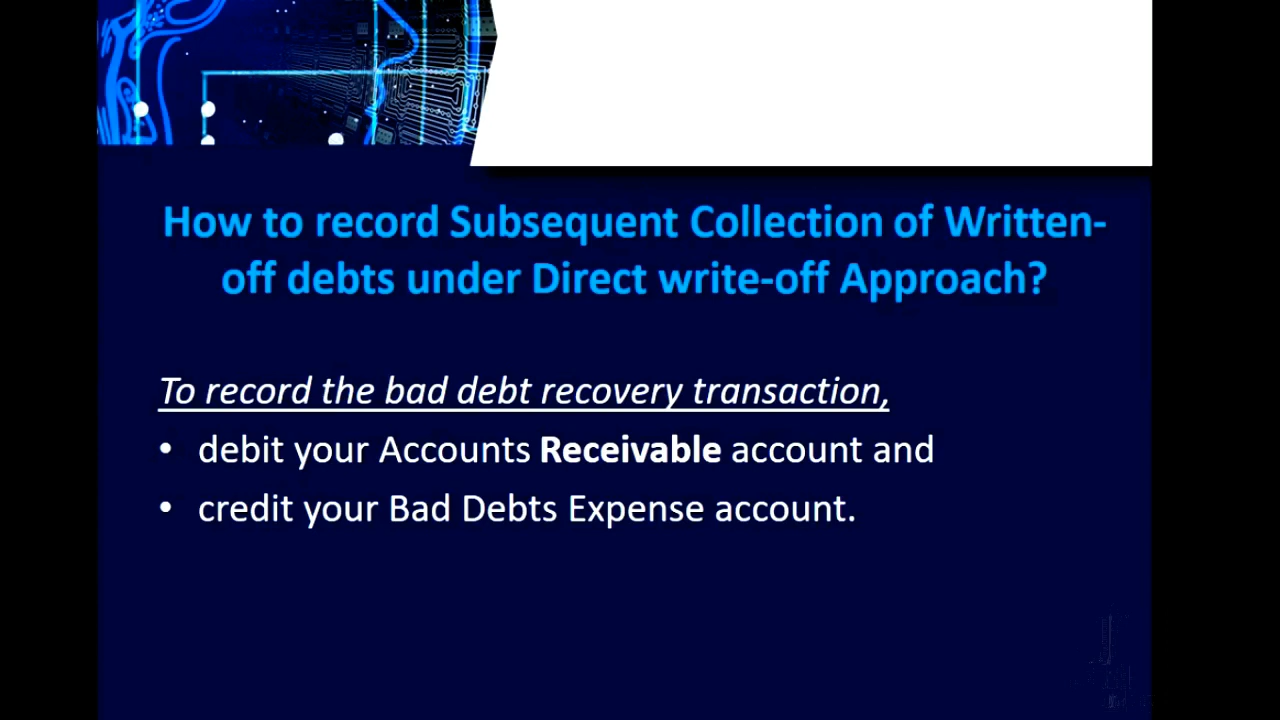 How to record Subsequent Collection of Written-
off debts under Direct write-off Approach?
To record the bad debt recovery transaction,
• debit your Accounts Receivable account and
• credit your Bad Debts Expense account.